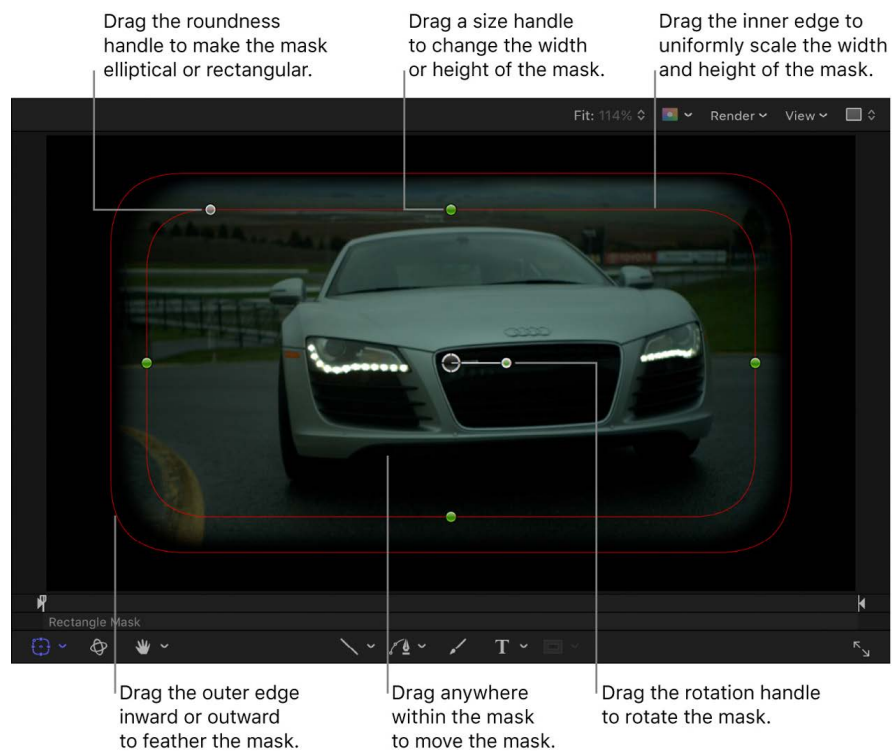 Drag the roundness
handle to make the mask
elliptical or rectangular.
Drag a size handle
to change the width
or height of the mask.
Drag the inner edge to
uniformly scale the width
and height of the mask.
Fit: 114% Render View
TOYOTA
Rectangle Mask
T
Drag the outer edge
inward or outward
to feather the mask.
Drag anywhere
within the mask
to move the mask.
Drag the rotation handle
to rotate the mask.